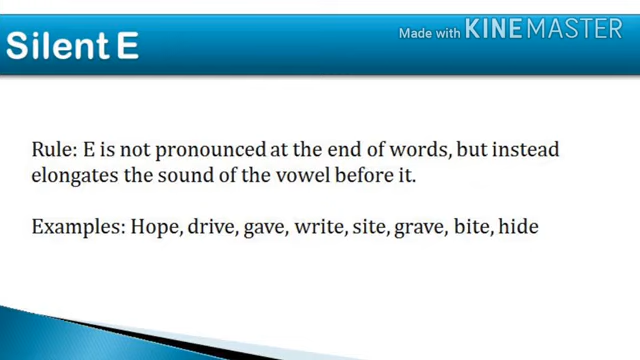 Made with KINEMASTER
Silent E
Rule: E is not pronounced at the end of words, but instead
elongates the sound of the vowel before it.
Examples: Hope, drive, gave, write, site, grave, bite, hide